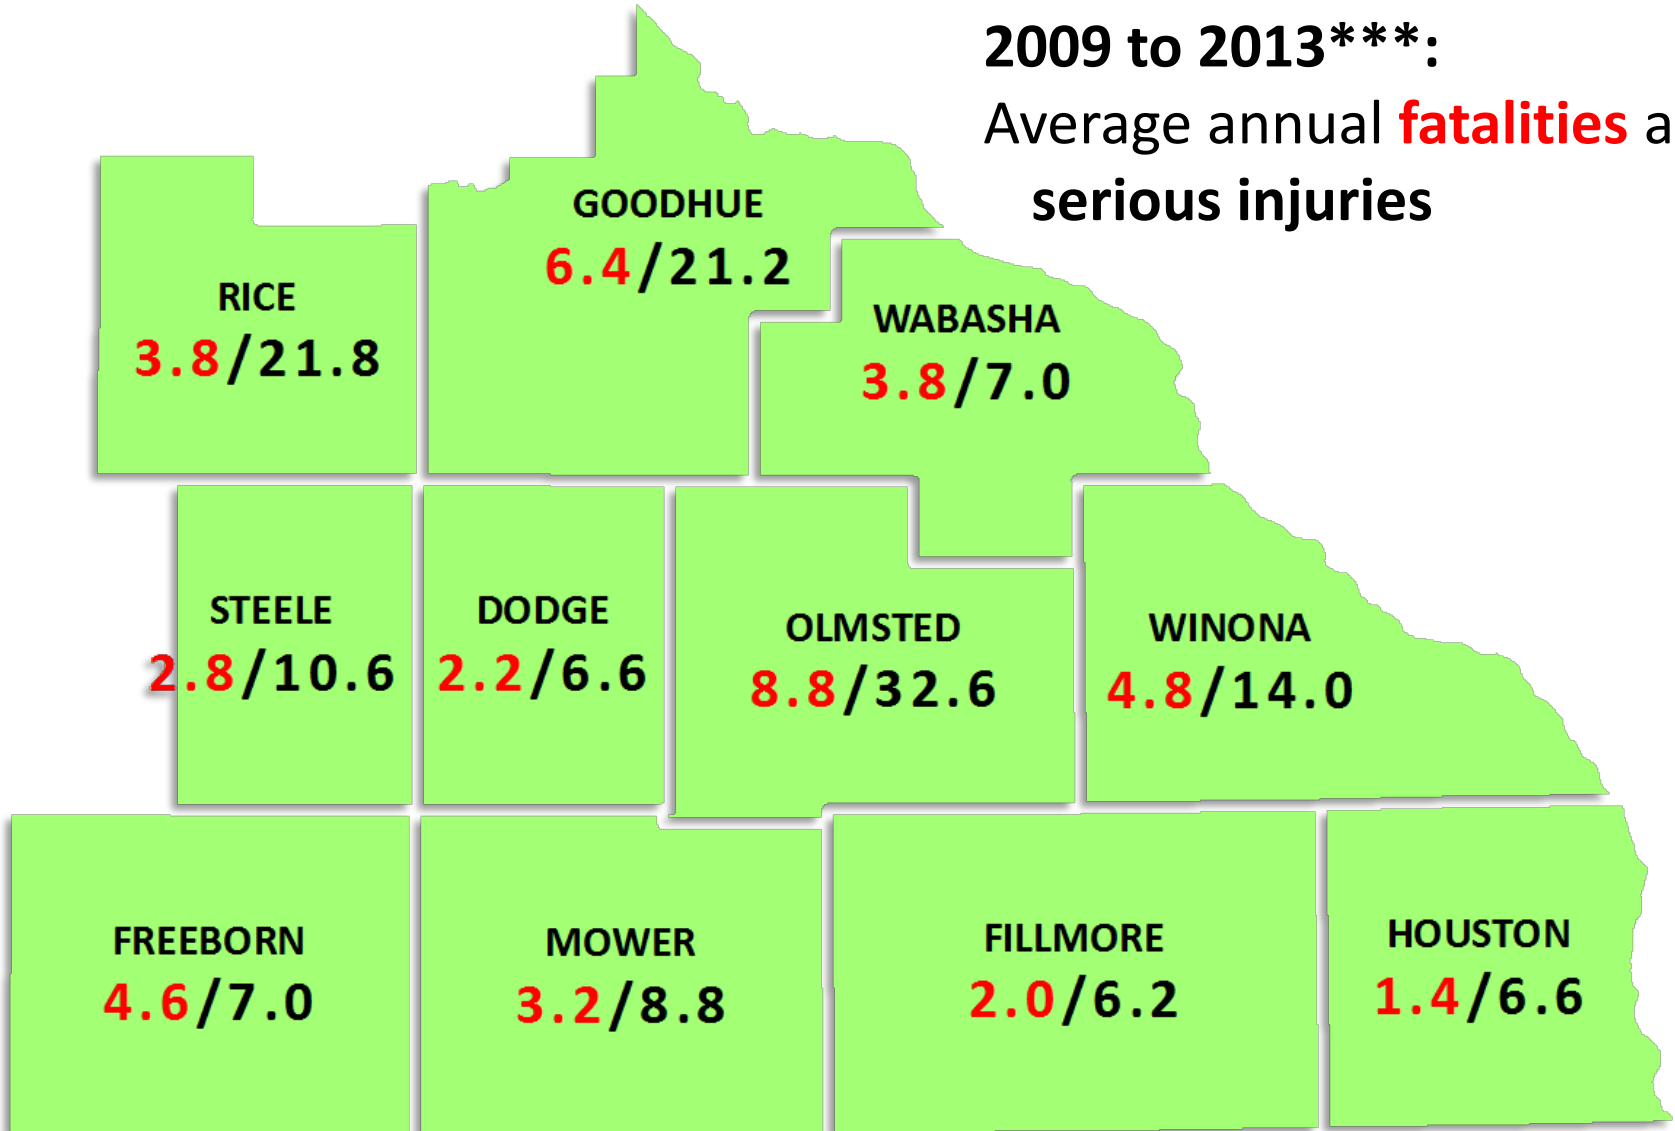 2009 to 2013***:
Average annual fatalities a
serious injuries
GOODHUE
6.4/21.2
RICE
3.8/21.8
WABASHA
3.8/7.0
STEELE
2.8/10.6
DODGE
2.2/6.6
OLMSTED
8.8/32.6
WINONA
4.8/14.0
FREEBORN
4.6/7.0
MOWER
3.2/8.8
FILLMORE
2.0/6.2
HOUSTON
1.4/6.6